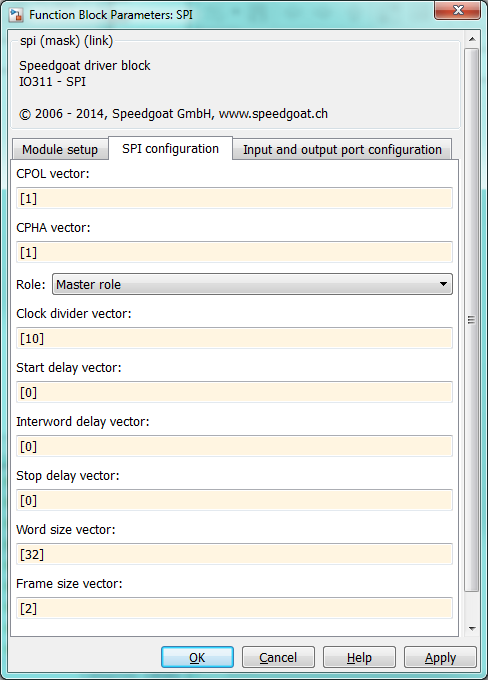 Function Block Parameters: SPI
spi (mask) (link)
Speedgoat driver block
IO311 - SPI
© 2006 - 2014, Speedgoat GmbH, www.speedgoat.ch
Module setup SPI configuration Input and output port configuration
CPOL vector:
[1]
CPHA vector:
[1]
Role: Master role
Clock divider vector:
[10]
Start delay vector:
[0]
Interword delay vector:
[0]
Stop delay vector:
[0]
Word size vector:
[32]
Frame size vector:
[2]
OK Cancel Help Apply